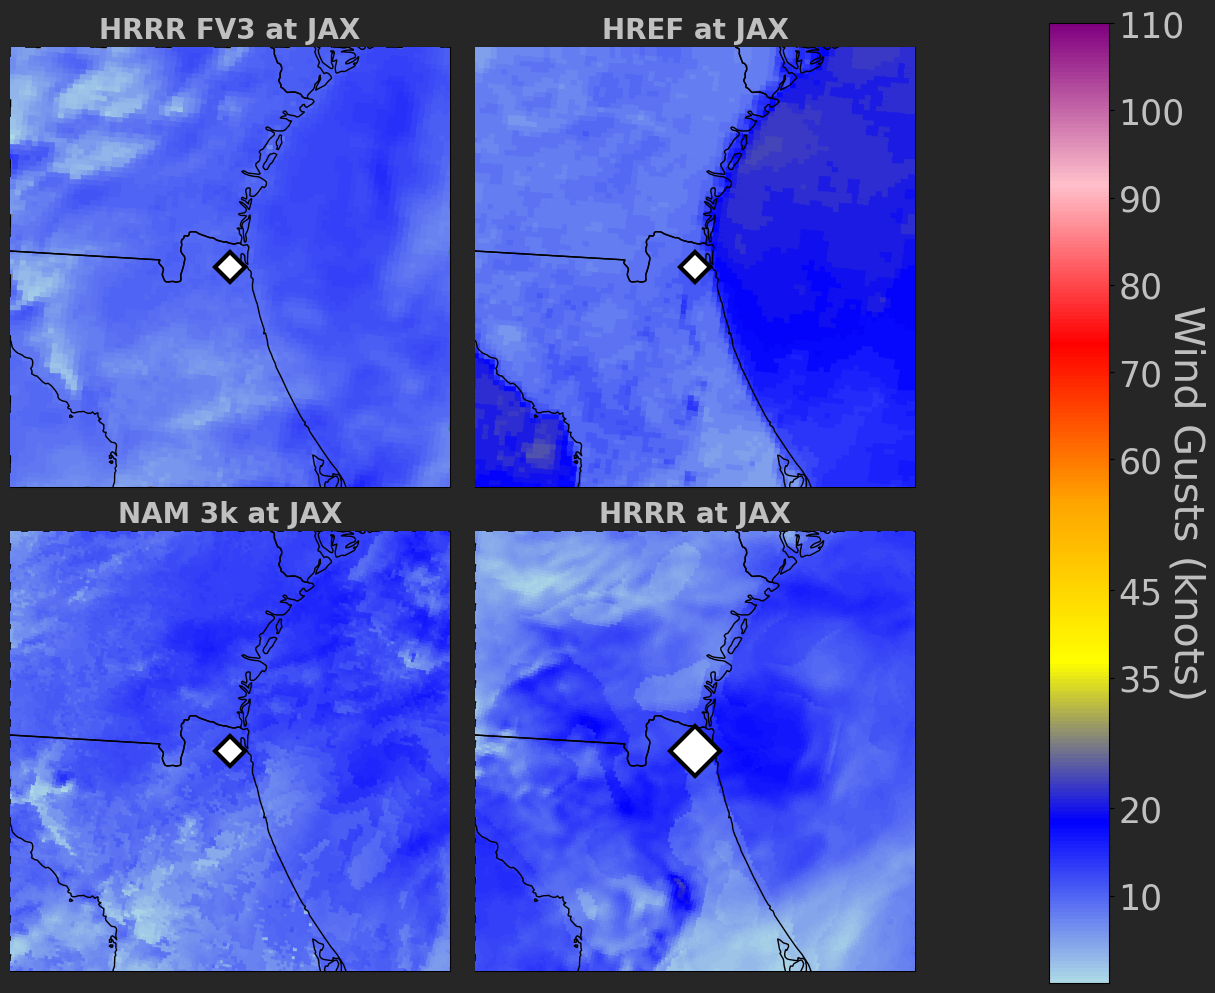 HRRR FV3 at JAX
HREF at JAX
NAM 3k at JAX
HRRR at JAX
110
100
90
80
70
60
45
35
20
10
Wind Gusts (knots)